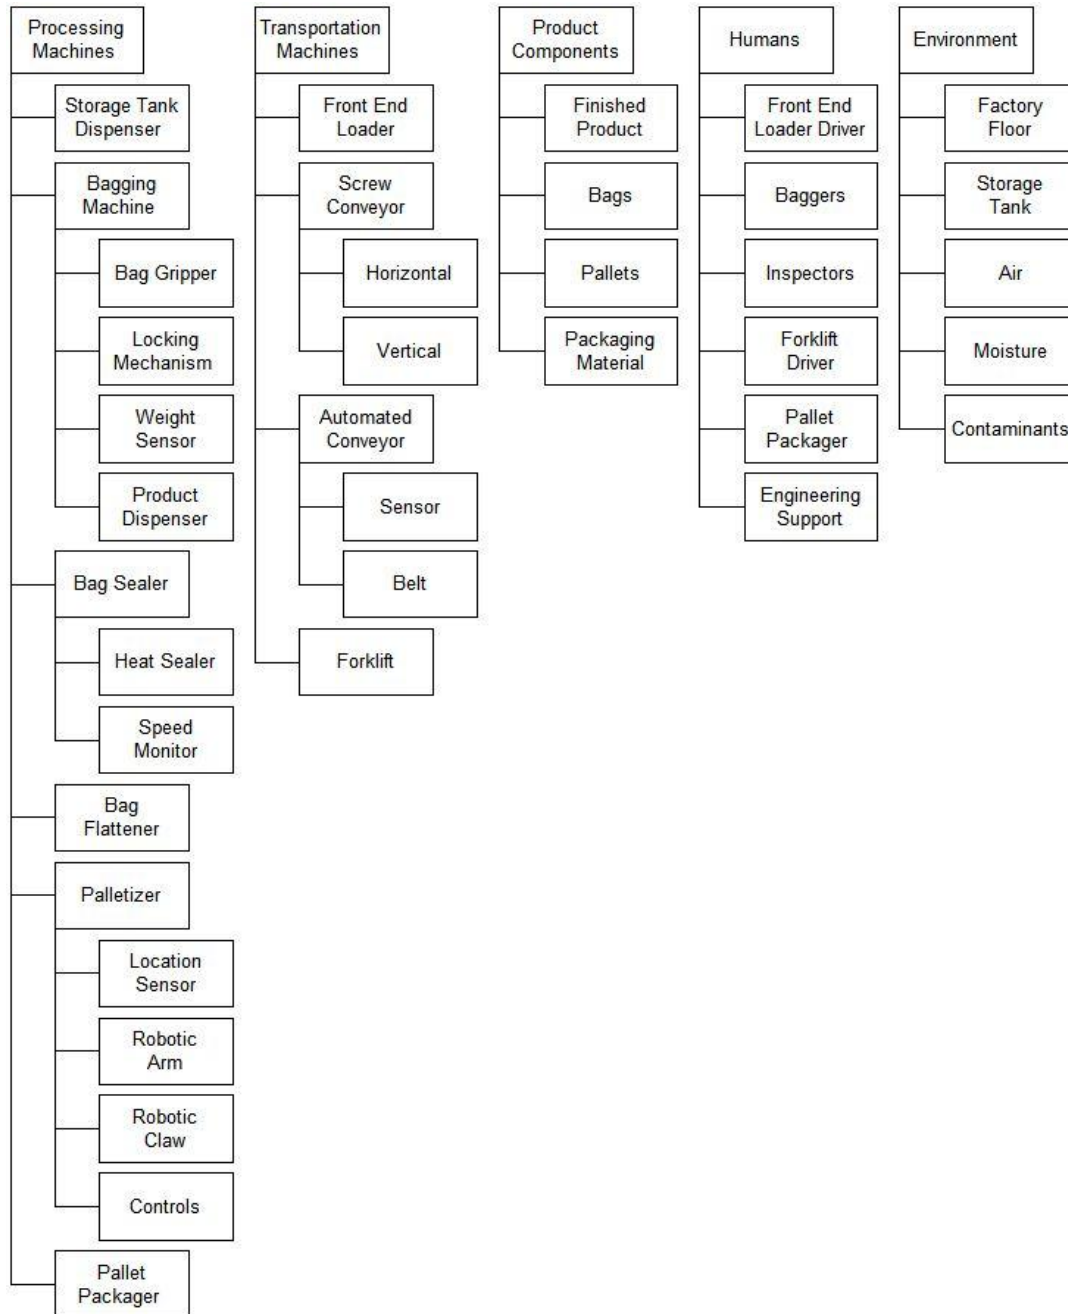 Processing
Machines
Storage Tank
Dispenser
Bagging
Machine
Bag Gripper
Locking
Mechanism
Weight
Sensor
Product
Dispenser
Bag Sealer
Heat Sealer
Speed
Monitor
Bag
Flattener
Palletizer
Location
Sensor
Robotic
Arm
Robotic
Claw
Controls
Pallet
Packager
Transportation
Machines
Front End
Loader
Screw
Conveyor
Horizontal
Vertical
Automated
Conveyor
Sensor
Belt
Forklift
Product
Components
Finished
Product
Bags
Pallets
Packaging
Material
Humans
Front End
Loader Driver
Baggers
Inspectors
Forklift
Driver
Pallet
Packager
Engineering
Support
Environment
Factory
Floor
Storage
Tank
Air
Moisture
Contaminants